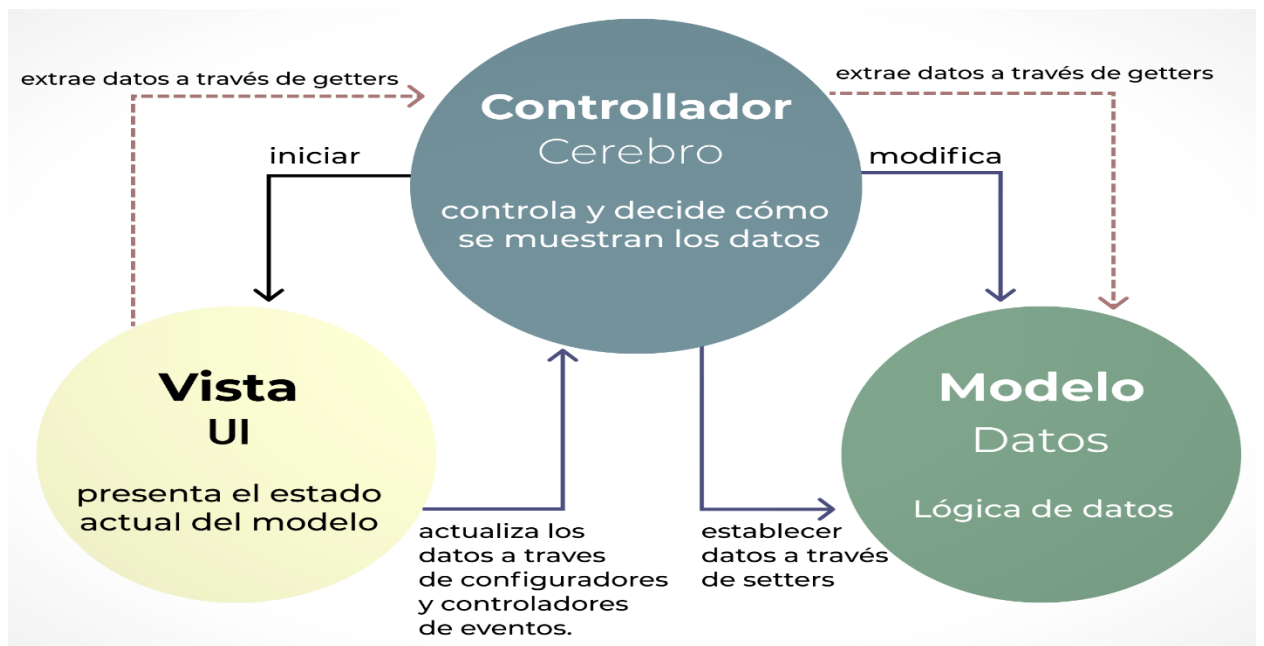 extrae datos a través de getters
extrae datos a través de getters
Controllador
Cerebro
controla y decide cómo
se muestran los datos
iniciar
modifica
Vista
UI
presenta el estado
actual del modelo
Modelo
Datos
Lógica de datos
actualiza los
datos a traves
de configuradores
y controladores
de eventos.
establecer
datos a través
de setters